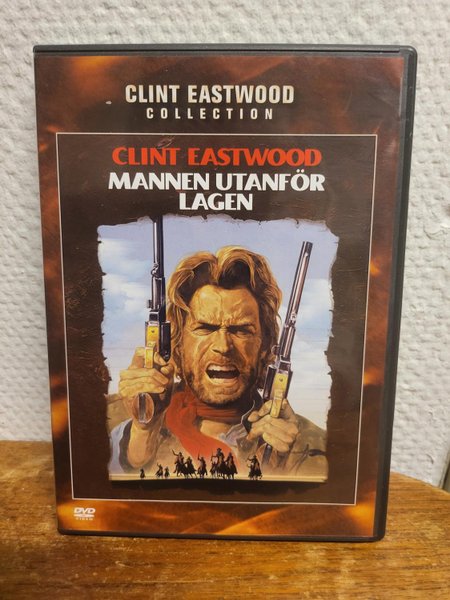 CLINT EASTWOOD
COLLECTION
CLINT EASTWOOD
MANNEN UTANFÖR
LAGEN
DVD
VIDEO